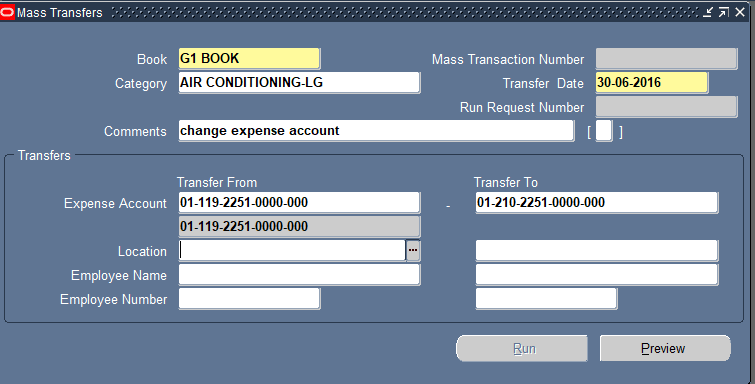 Mass Transfers
Book G1 BOOK Mass Transaction Number
Category AIR CONDITIONING-LG Transfer Date 30-06-2016
Run Request Number
Comments change expense account [ ]
Transfers
Transfer From Transfer To
Expense Account 01-119-2251-0000-000 - 01-210-2251-0000-000
01-119-2251-0000-000
Location ...
Employee Name
Employee Number
Run Preview